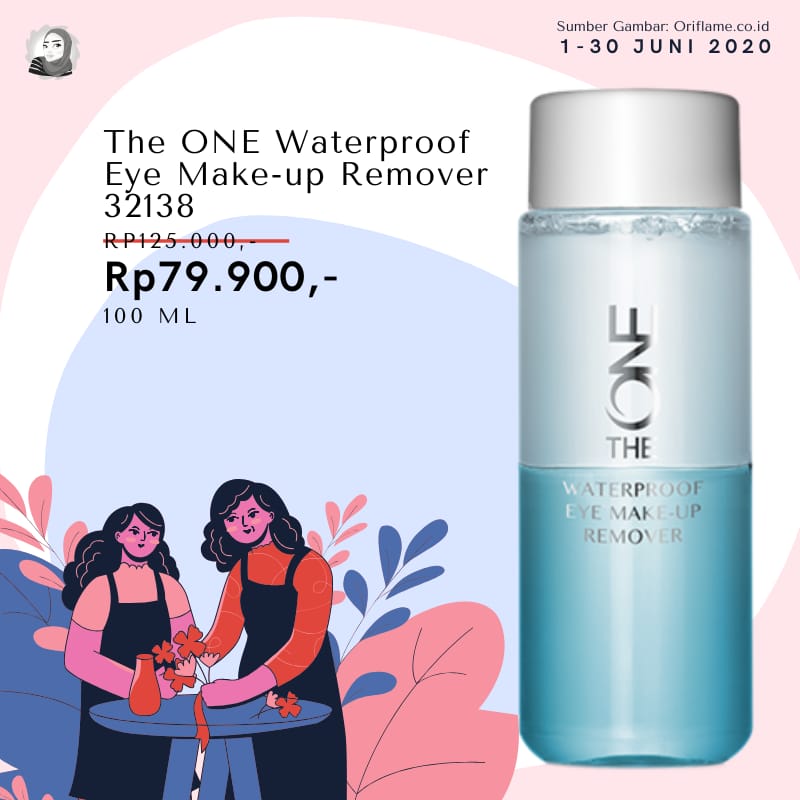 Sumber Gambar: Oriflame.co.id
1-30 JUNI 2020
The ONE Waterproof
Eye Make-up Remover
32138
RP125.000,-
Rp79.900,-
100 ML
THE ONE
WATERPROOF
EYE MAKE-UP
REMOVER